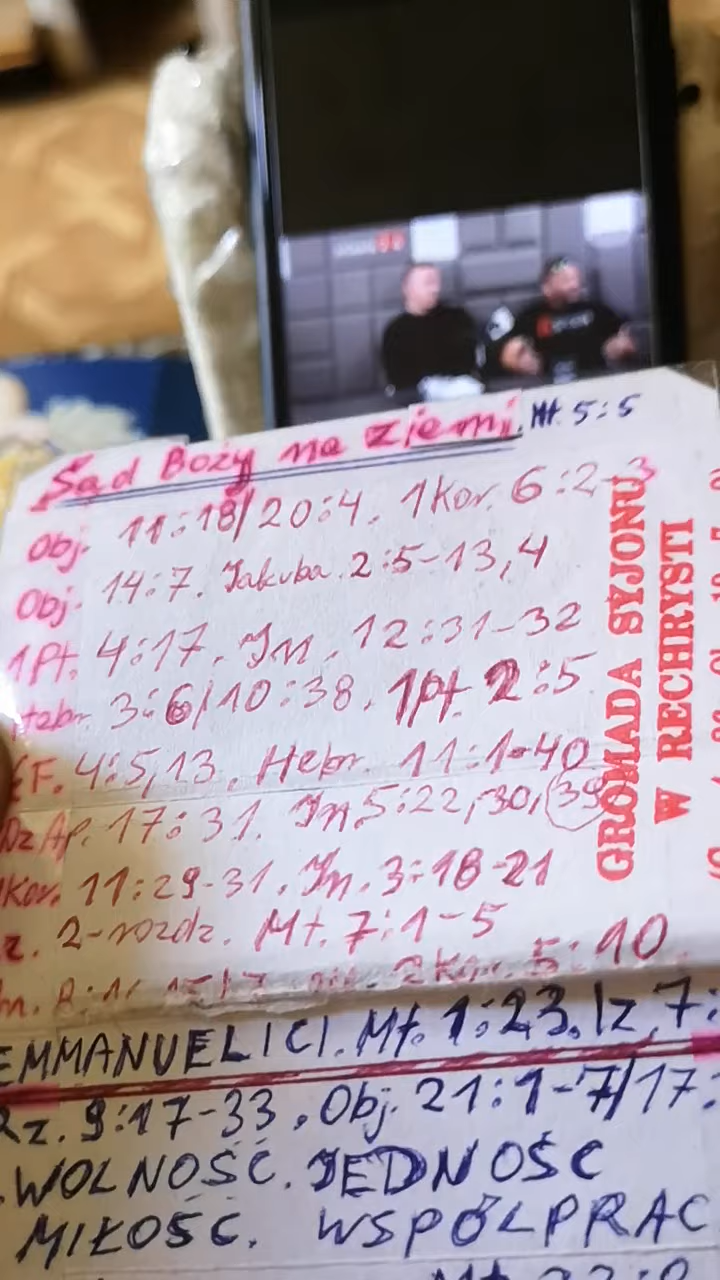 Sąd Boży na ziemi. Mt. 5:5
Obj. 11:18/20:4. 1Kor. 6:2-3
Obj. 14:7. Jakuba. 2:5-13,4
1Pt. 4:17. Jn. 12:31-32
Hebr. 3:6/10:38. 1pt. 2:5
Ef. 4:5,13. Hebr. 11:1-40
Dz Ap. 17:31. Jn, 5:22,30,39
1Kor. 11:29-31. Jn. 3:18-21
z. 2-rozdz. Mt. 7:1-5
5:10
GROMADA SYJONU
W RECHRYSTI
EMMANUELICI. Mt. 1:23. Iz. 7:
Rz. 9:17-33. Obj. 21:1-7/17:
WOLNOŚĆ. JEDNOŚĆ
MIŁOŚĆ. WSPÓŁPRAC